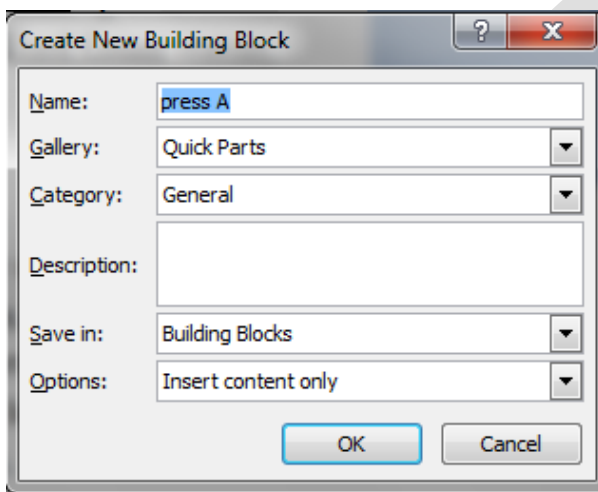 Create New Building Block
Name: press A
Gallery: Quick Parts
Category: General
Description:
Save in: Building Blocks
Options: Insert content only
OK Cancel